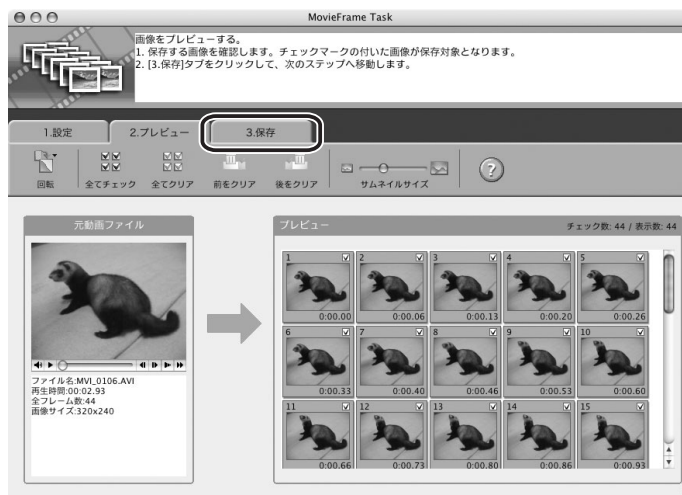 MovieFrame Task
画像をプレビューする。
1. 保存する画像を確認します。チェックマークの付いた画像が保存対象となります。
2. [3.保存]タブをクリックして、次のステップへ移動します。
1.設定
2.プレビュー
3.保存
回転
全てチェック
全てクリア
前をクリア
後をクリア
サムネイルサイズ
?
元動画ファイル
ファイル名:MVI_0106.AVI
再生時間:00:02.93
全フレーム数:44
画像サイズ:320x240
プレビュー
チェック数: 44 / 表示数: 44
1 2 3 4 5
0:00.00 0:00.06 0:00.13 0:00.20 0:00.26
6 7 8 9 10
0:00.33 0:00.40 0:00.46 0:00.53 0:00.60
11 12 13 14 15
0:00.66 0:00.73 0:00.80 0:00.86 0:00.93